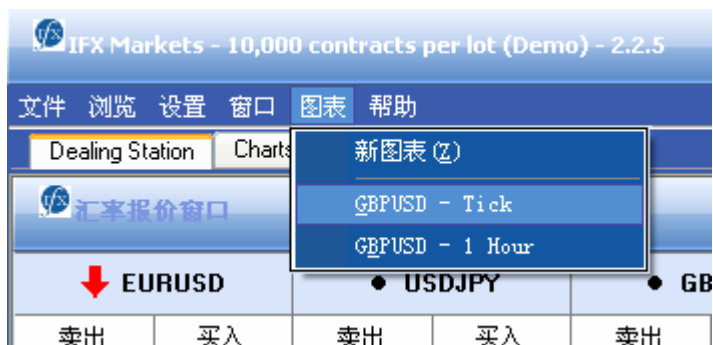 IFX Markets - 10,000 contracts per lot (Demo) - 2.2.5
文件 浏览 设置 窗口 图表 帮助
Dealing Station Charts
新图表(Z)
汇率报价窗口
GBPUSD - Tick
GBPUSD - 1 Hour
EURUSD USDJPY GB
卖出 买入 卖出 买入 卖出